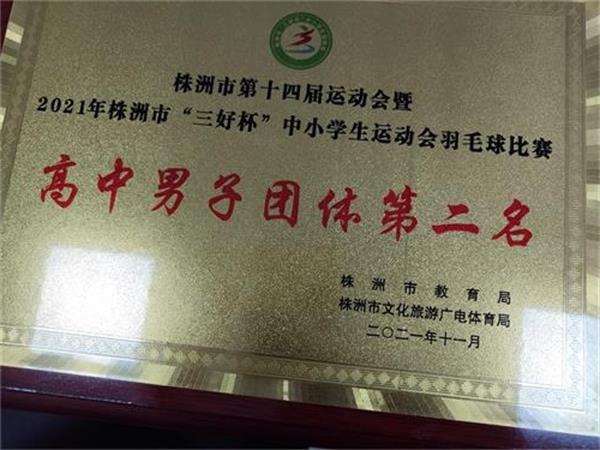 株洲市第十四届运动会暨
2021年株洲市“三好杯”中小学生运动会羽毛球比赛
高中男子团体第二名
株洲市教育局
株洲市文化旅游广电体育局
二〇二一年十一月